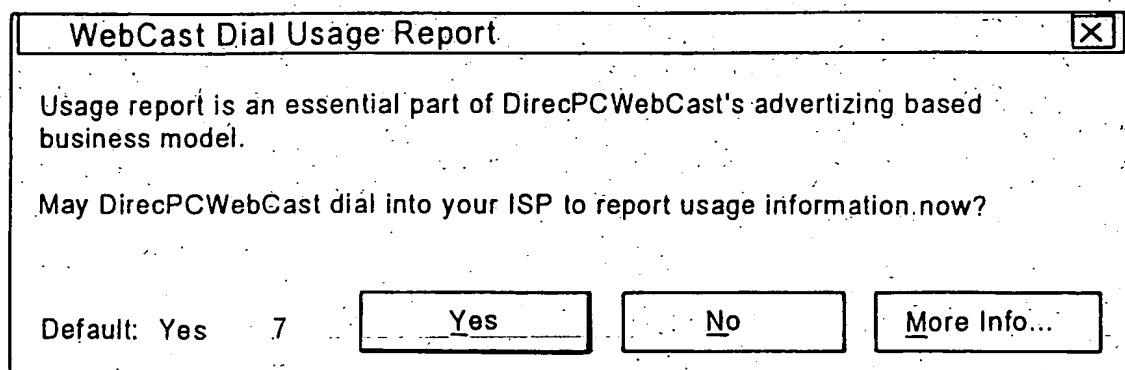 WebCast Dial Usage Report
Usage report is an essential part of DirecPCWebCast's advertizing based
business model.
May DirecPCWebCast dial into your ISP to report usage information now?
Default: Yes 7 Yes No More Info...